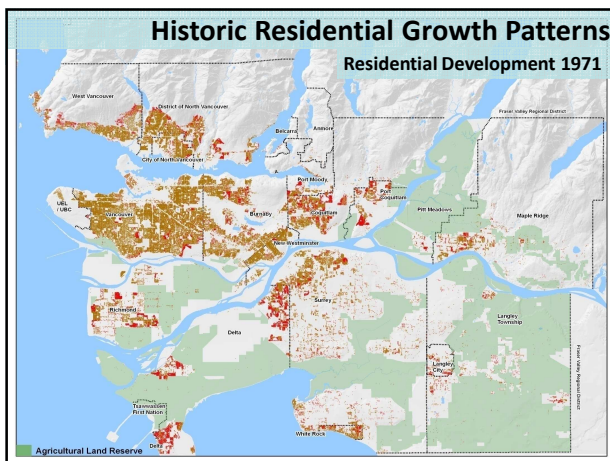 Historic Residential Growth Patterns
Residential Development 1971
West Vancouver
District of North Vancouver
Fraser Valley Regional District
Belcarra
Anmore
City of North Vancouver
Port Moody
UEL
/ UBC
Vancouver
Burnaby
Coquitlam
Port
Coquitlam
Pitt Meadows
Maple Ridge
New Westminster
Richmond
Delta
Surrey
Langley
Township
Langley
City
Fraser Valley
Regional District
Tsawwassen
First Nation
Delta
White Rock
Agricultural Land Reserve